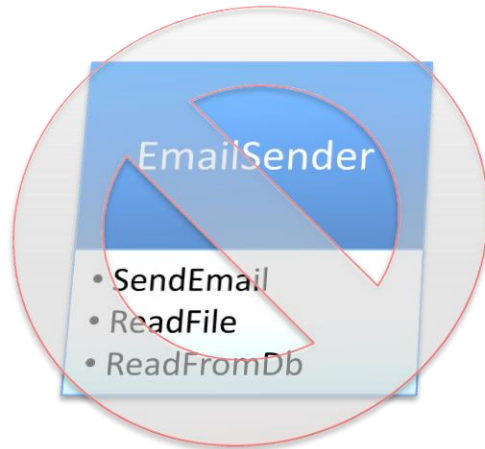 EmailSender
• SendEmail
• ReadFile
• ReadFromDb